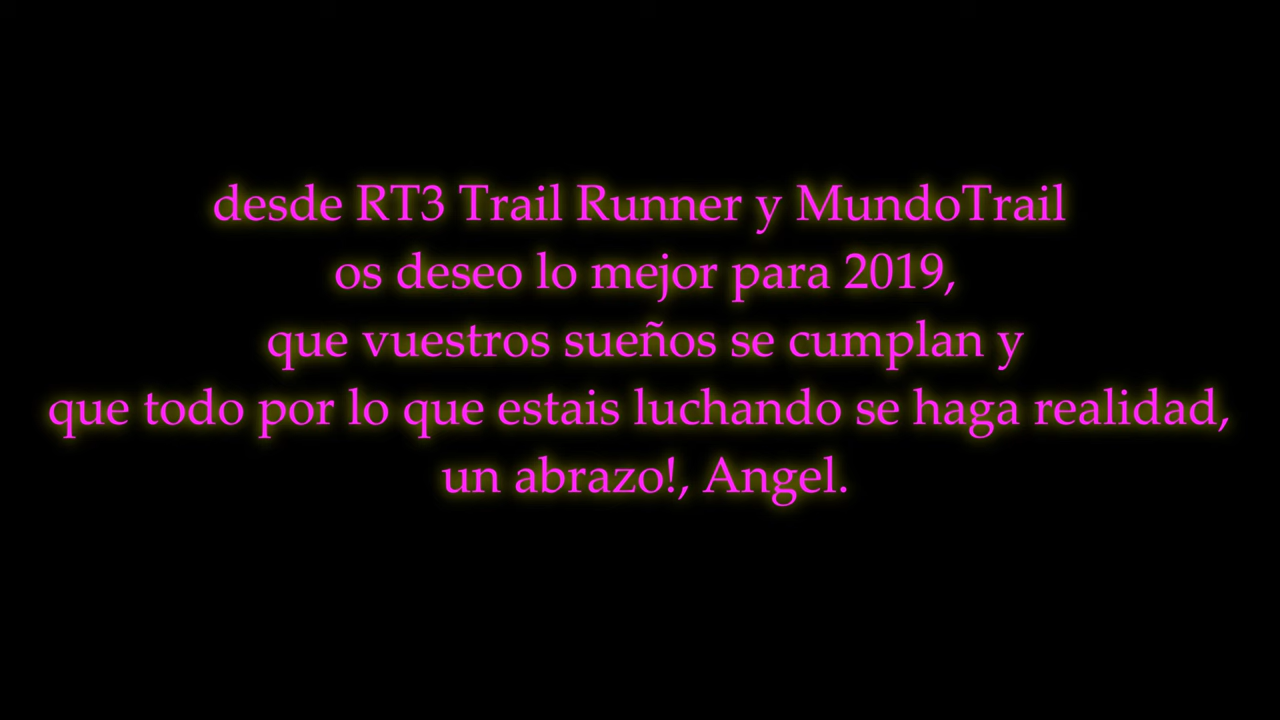 desde RT3 Trail Runner y MundoTrail
os deseo lo mejor para 2019,
que vuestros sueños se cumplan y
que todo por lo que estais luchando se haga realidad,
un abrazo!, Angel.